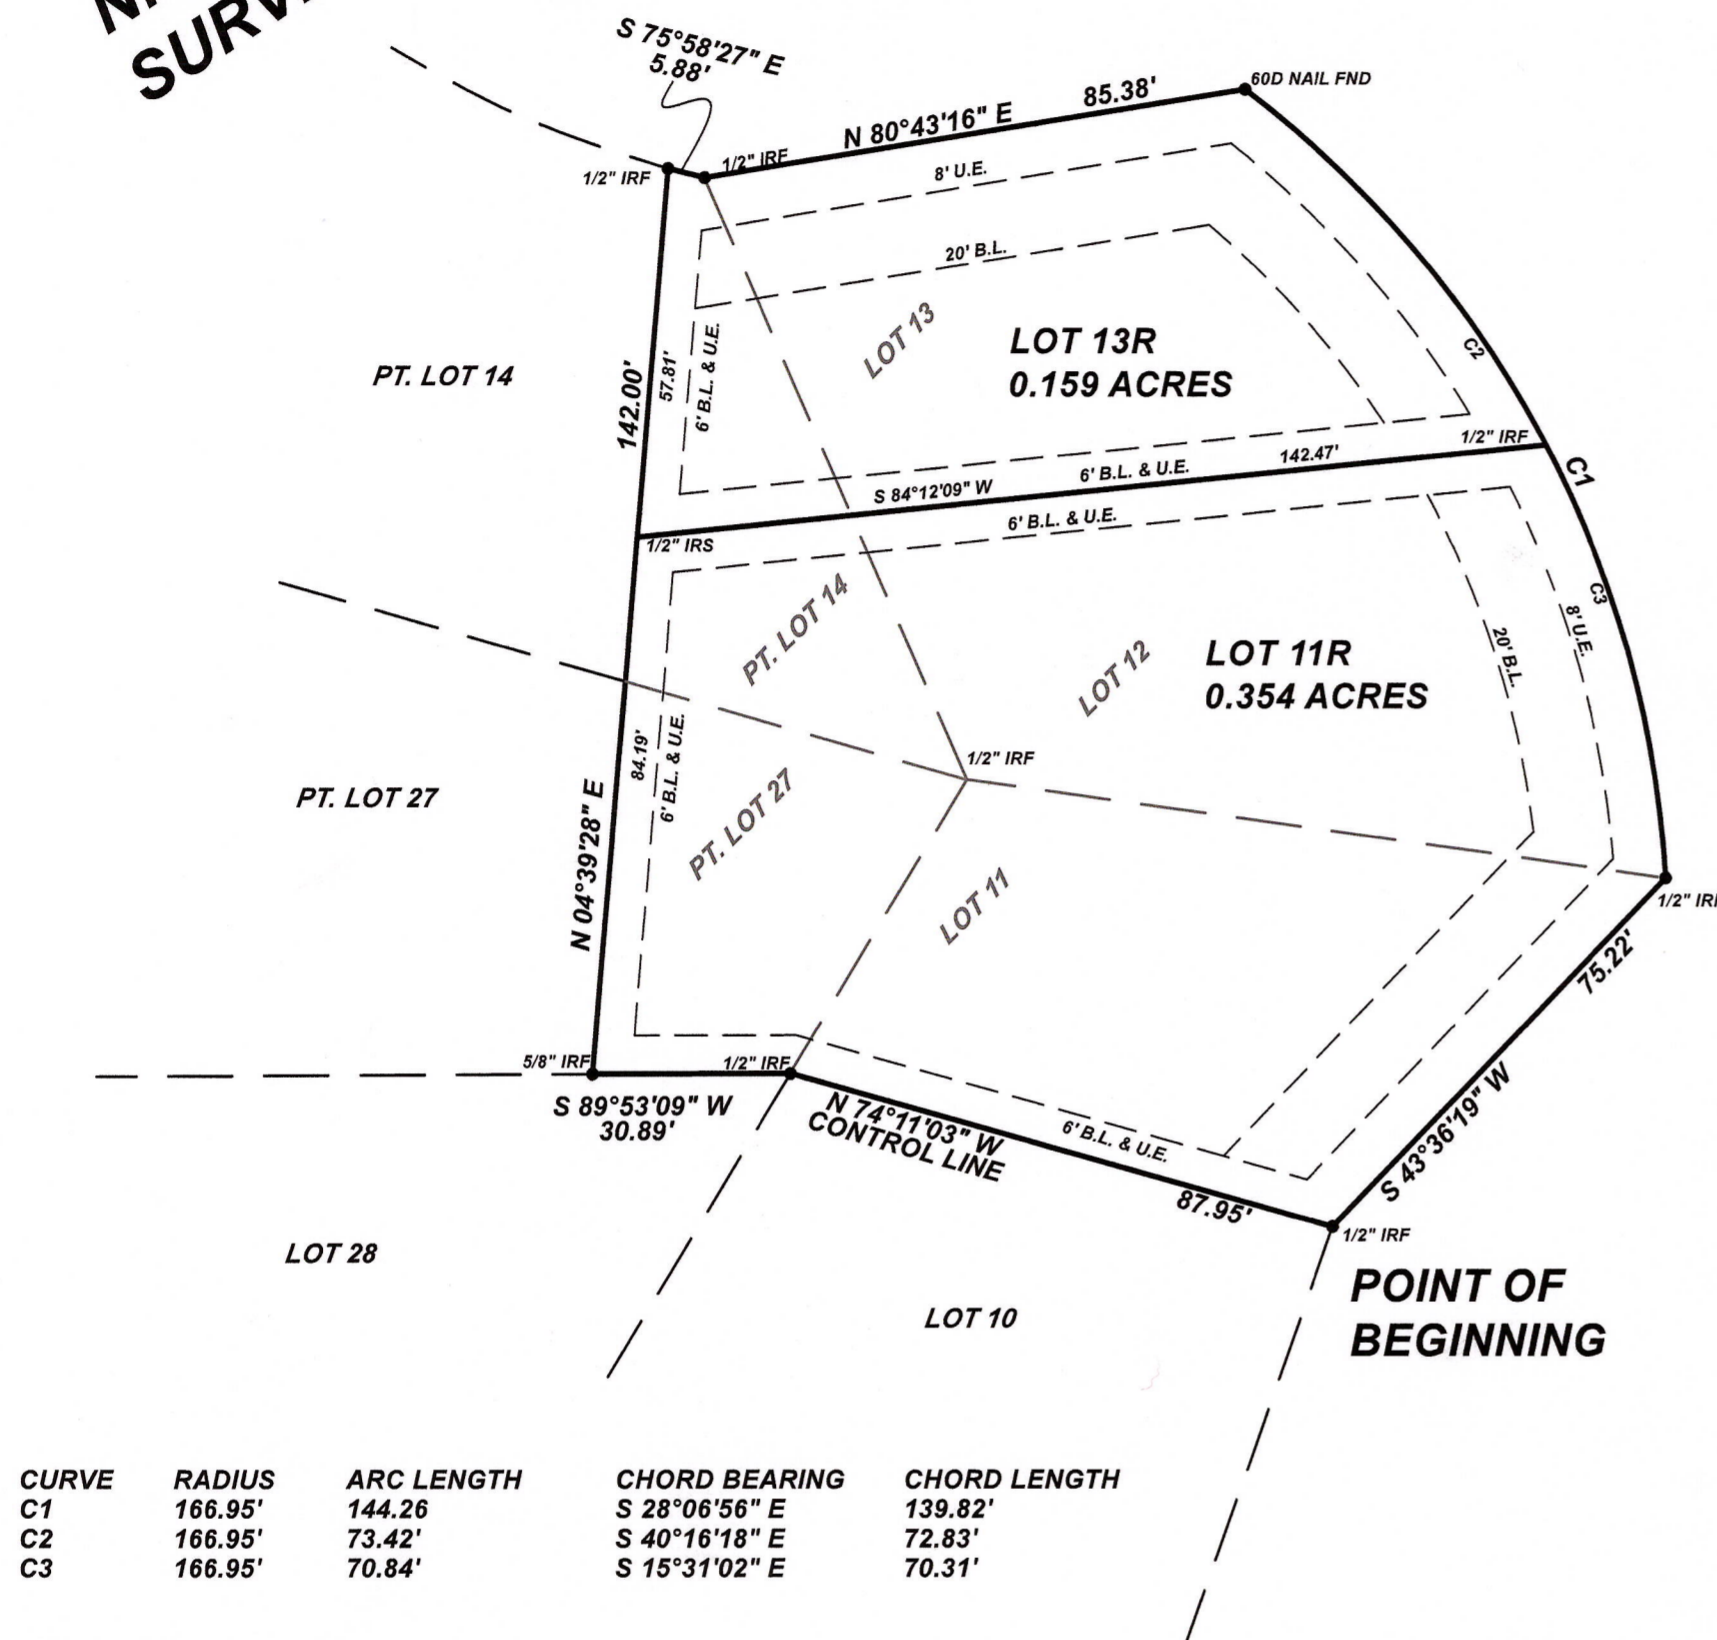 SURV
S 75°58'27" E
5.88'
60D NAIL FND
85.38'
N 80°43'16" E
1/2" IRF
1/2" IRF
8' U.E.
20' B.L.
LOT 13
LOT 13R
0.159 ACRES
C2
PT. LOT 14
142.00'
57.81'
6' B.L. & U.E.
1/2" IRF
142.47'
6' B.L. & U.E.
S 84°12'09" W
C1
6' B.L. & U.E.
1/2" IRS
PT. LOT 14
LOT 12
LOT 11R
0.354 ACRES
C3
8' U.E.
20' B.L.
84.19'
6' B.L. & U.E.
1/2" IRF
PT. LOT 27
PT. LOT 27
N 04°39'28" E
LOT 11
1/2" IRF
75.22'
S 43°36'19" W
5/8" IRF
1/2" IRF
S 89°53'09" W
30.89'
N 74°11'03" W
CONTROL LINE
6' B.L. & U.E.
87.95'
1/2" IRF
POINT OF
BEGINNING
LOT 28
LOT 10
CURVE RADIUS ARC LENGTH CHORD BEARING CHORD LENGTH
C1 166.95' 144.26 S 28°06'56" E 139.82'
C2 166.95' 73.42' S 40°16'18" E 72.83'
C3 166.95' 70.84' S 15°31'02" E 70.31'